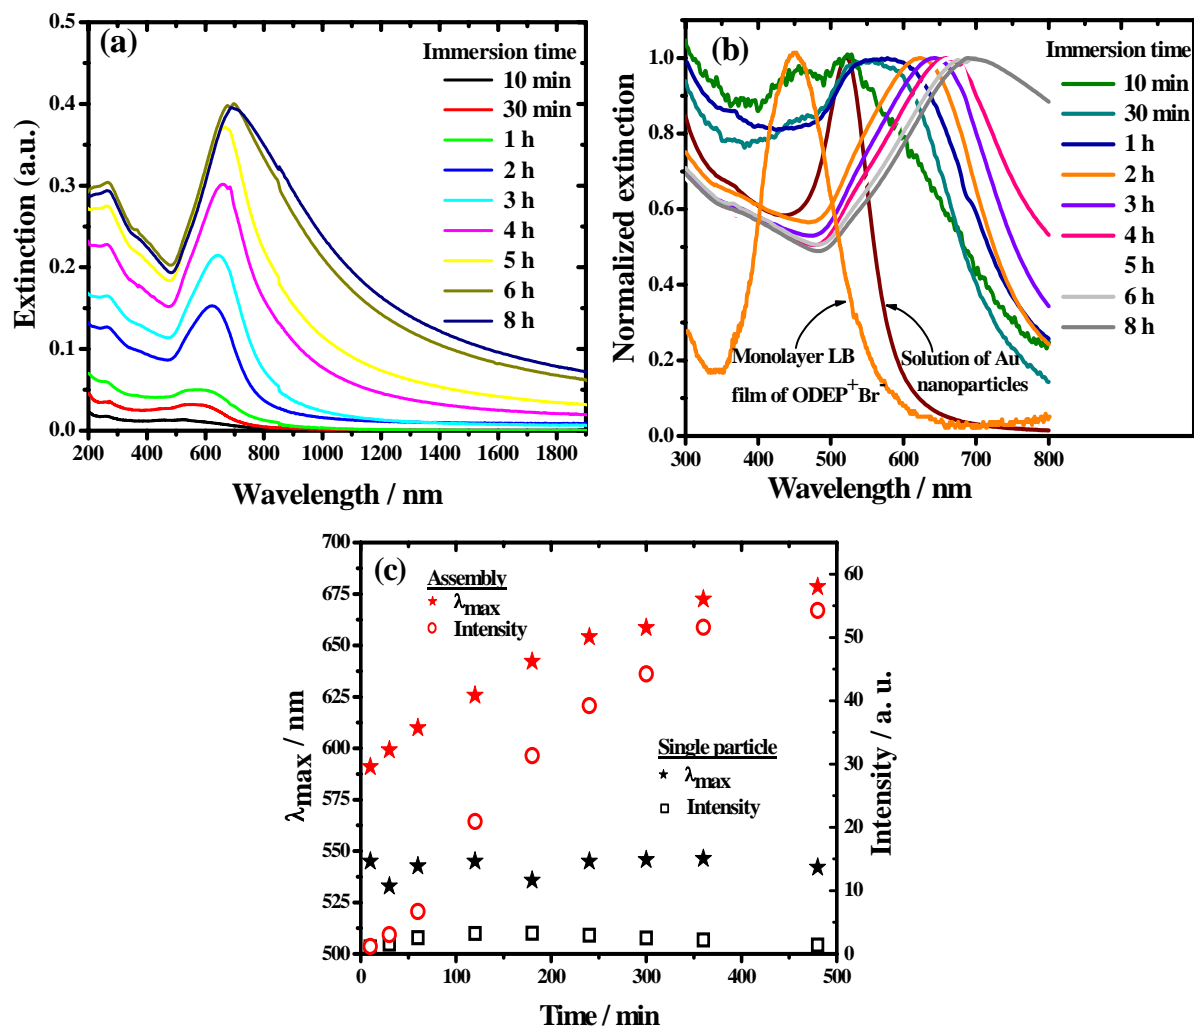 (a)
Immersion time
10 min
30 min
1 h
2 h
3 h
4 h
5 h
6 h
8 h
0.5
0.4
0.3
0.2
0.1
0.0
Extinction (a.u.)
200 400 600 800 1000 1200 1400 1600 1800
Wavelength / nm
(b)
Immersion time
10 min
30 min
1 h
2 h
3 h
4 h
5 h
6 h
8 h
1.0
0.8
0.6
0.4
0.2
0.0
Normalized extinction
Monolayer LB
film of ODEP+Br-
Solution of Au
nanoparticles
300 400 500 600 700 800
Wavelength / nm
(c)
Assembly
λmax
Intensity
Single particle
λmax
Intensity
700
675
650
625
600
575
550
525
500
λmax / nm
60
50
40
30
20
10
0
Intensity / a. u.
0 100 200 300 400 500
Time / min